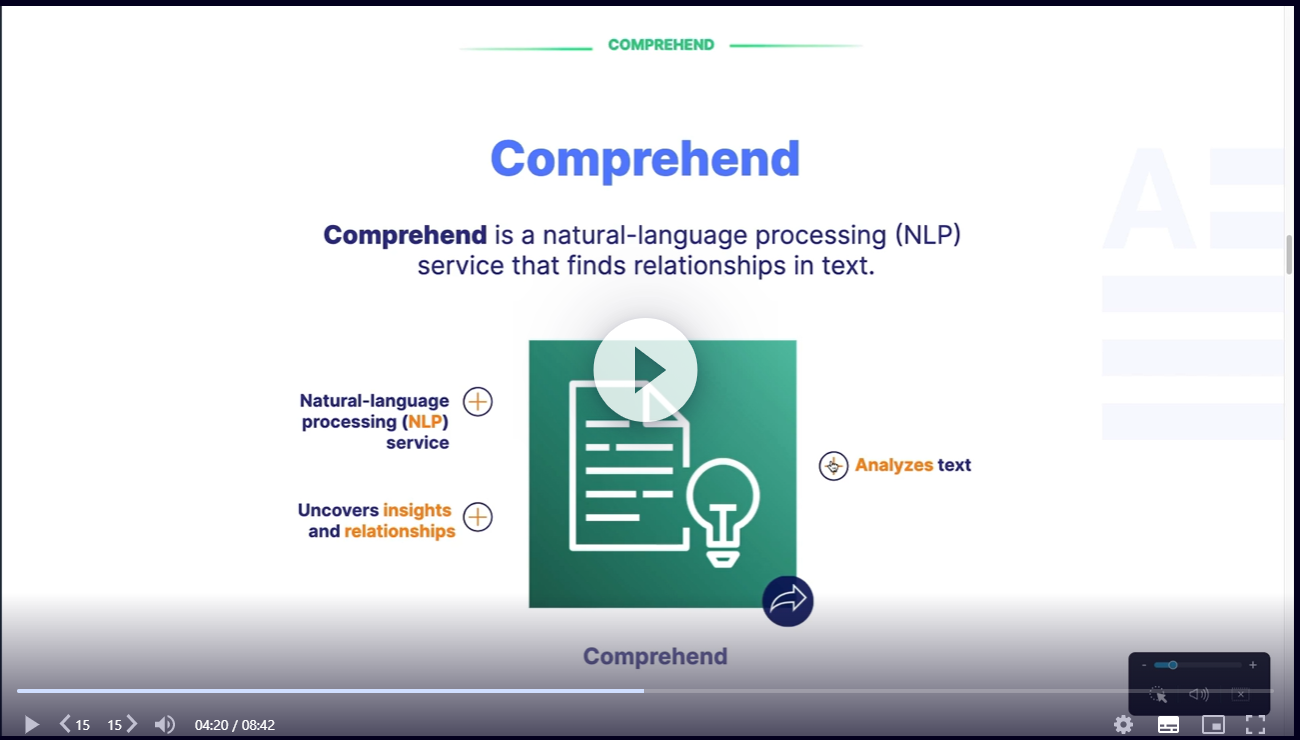 COMPREHEND
Comprehend
Comprehend is a natural-language processing (NLP)
service that finds relationships in text.
Natural-language
processing (NLP)
service
Uncovers insights
and relationships
Analyzes text
Comprehend
15
15
04:20 / 08:42